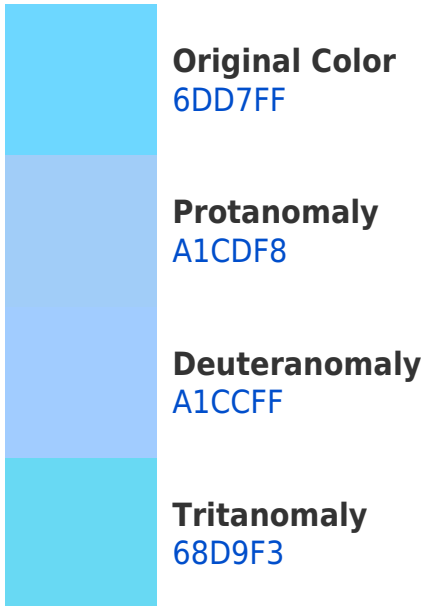 Original Color
6DD7FF
Protanomaly
A1CDF8
Deuteranomaly
A1CCFF
Tritanomaly
68D9F3